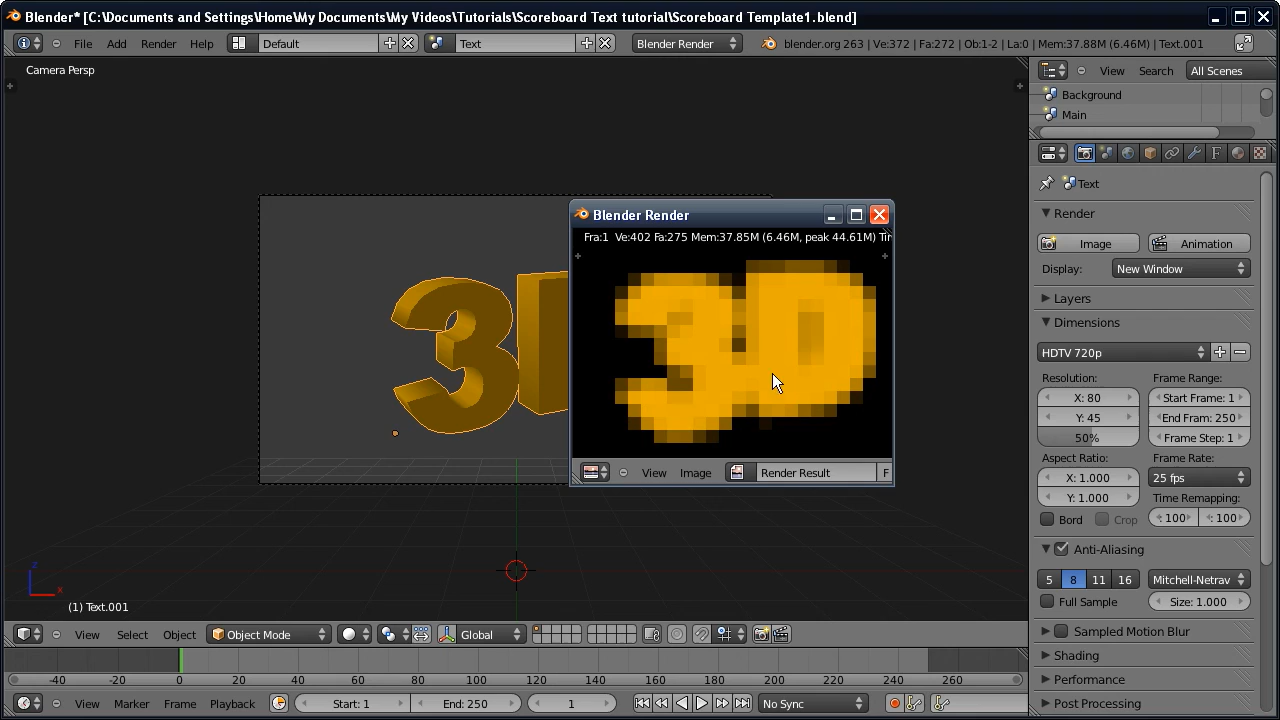 Blender* [C:\Documents and Settings\Home\My Documents\My Videos\Tutorials\Scoreboard Text tutorial\Scoreboard Template1.blend]
File Add Render Help Default Text Blender Render blender.org 263 | Ve:372 | Fa:272 | Ob:1-2 | La:0 | Mem:37.88M (6.46M) | Text.001
Camera Persp
View Search All Scenes
Background
Main
Text
Render
Image Animation
Display: New Window
Layers
Dimensions
HDTV 720p
Resolution: Frame Range:
X: 80 Start Frame: 1
Y: 45 End Fram: 250
50% Frame Step: 1
Aspect Ratio: Frame Rate:
X: 1.000 25 fps
Y: 1.000 Time Remapping:
Bord Crop : 100 : 100
Anti-Aliasing
5 8 11 16 Mitchell-Netrav
Full Sample Size: 1.000
Sampled Motion Blur
Shading
Performance
Post Processing
3D
Blender Render
Fra:1 Ve:402 Fa:275 Mem:37.85M (6.46M, peak 44.61M)
3D
View Image Render Result F
z
x
(1) Text.001
View Select Object Object Mode Global
-40 -20 0 20 40 60 80 100 120 140 160 180 200 220 240 260
View Marker Frame Playback Start: 1 End: 250 1 No Sync